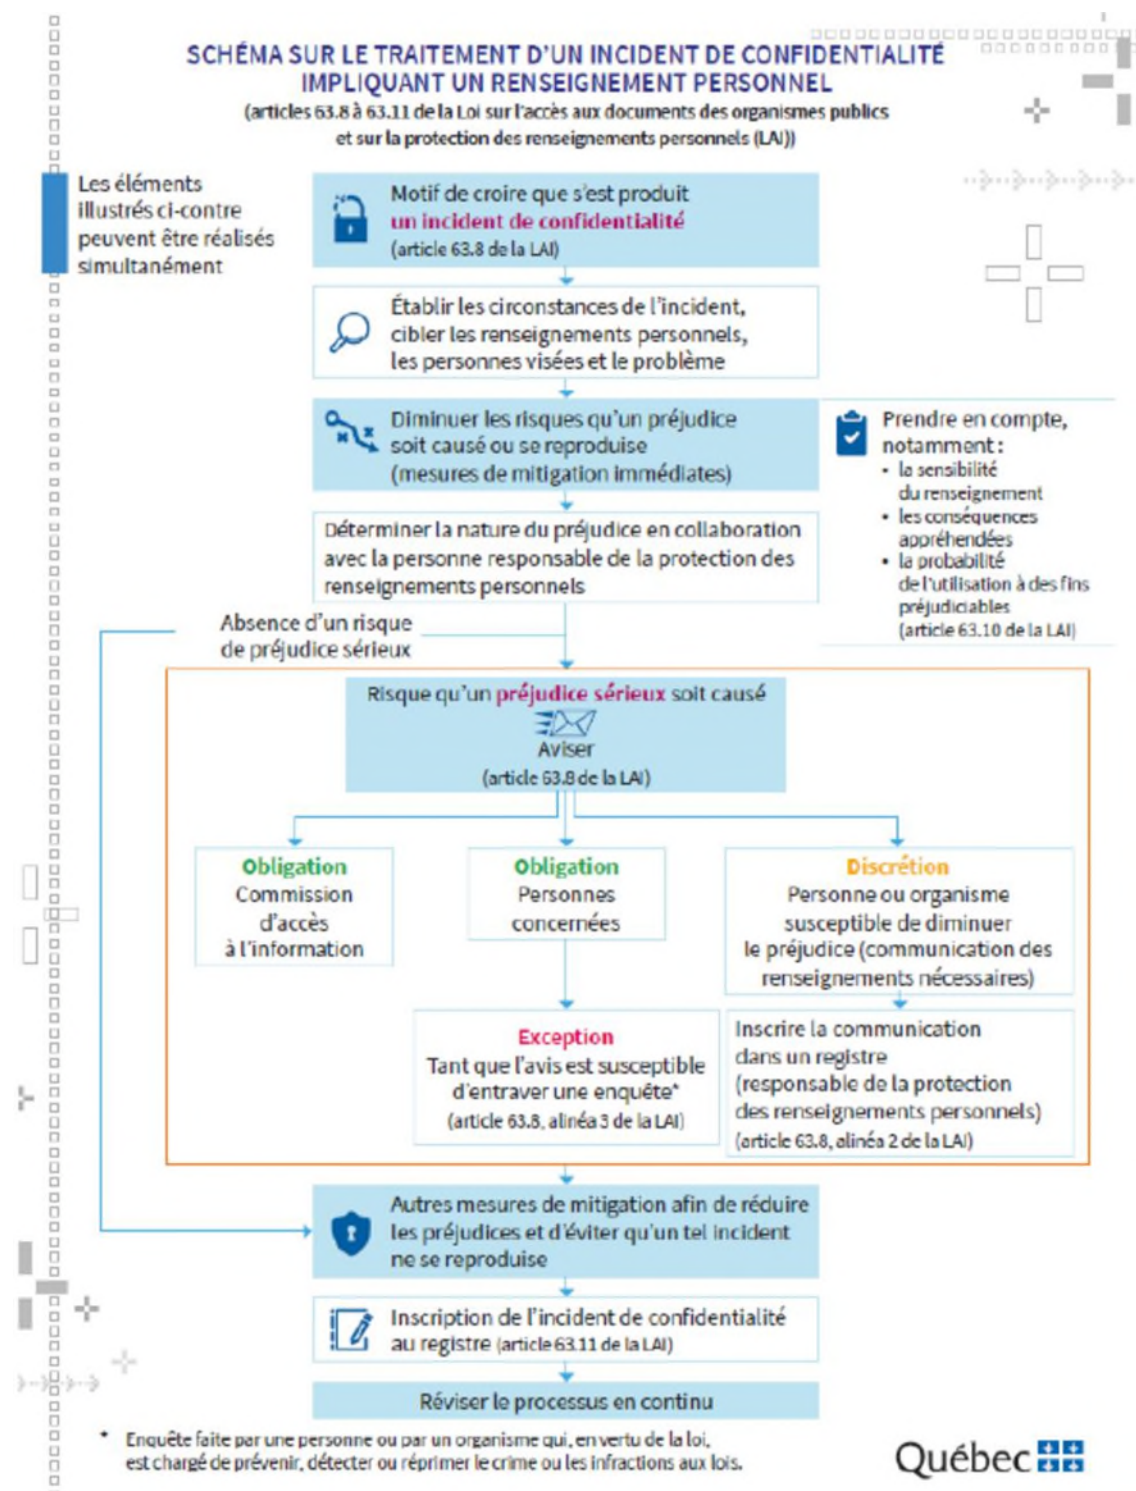 SCHÉMA SUR LE TRAITEMENT D'UN INCIDENT DE CONFIDENTIALITÉ
IMPLIQUANT UN RENSEIGNEMENT PERSONNEL
(articles 63.8 à 63.11 de la Loi sur l'accès aux documents des organismes publics
et sur la protection des renseignements personnels (LAI))
Les éléments
illustrés ci-contre
peuvent être réalisés
simultanément
Motif de croire que s'est produit
un incident de confidentialité
(article 63.8 de la LAI)
Établir les circonstances de l'incident,
cibler les renseignements personnels,
les personnes visées et le problème
Diminuer les risques qu'un préjudice
soit causé ou se reproduise
(mesures de mitigation immédiates)
Prendre en compte,
notamment :
• la sensibilité
du renseignement
• les conséquences
appréhendées
• la probabilité
de l'utilisation à des fins
préjudiciables
(article 63.10 de la LAI)
Déterminer la nature du préjudice en collaboration
avec la personne responsable de la protection des
renseignements personnels
Absence d'un risque
de préjudice sérieux
Risque qu'un préjudice sérieux soit causé
Aviser
(article 63.8 de la LAI)
Obligation
Commission
d'accès
à l'information
Obligation
Personnes
concernées
Discrétion
Personne ou organisme
susceptible de diminuer
le préjudice (communication des
renseignements nécessaires)
Exception
Tant que l'avis est susceptible
d'entraver une enquête*
(article 63.8, alinéa 3 de la LAI)
Inscrire la communication
dans un registre
(responsable de la protection
des renseignements personnels)
(article 63.8, alinéa 2 de la LAI)
Autres mesures de mitigation afin de réduire
les préjudices et d'éviter qu'un tel incident
ne se reproduise
Inscription de l'incident de confidentialité
au registre (article 63.11 de la LAI)
Réviser le processus en continu
* Enquête faite par une personne ou par un organisme qui, en vertu de la loi,
est chargé de prévenir, détecter ou réprimer le crime ou les infractions aux lois.
Québec